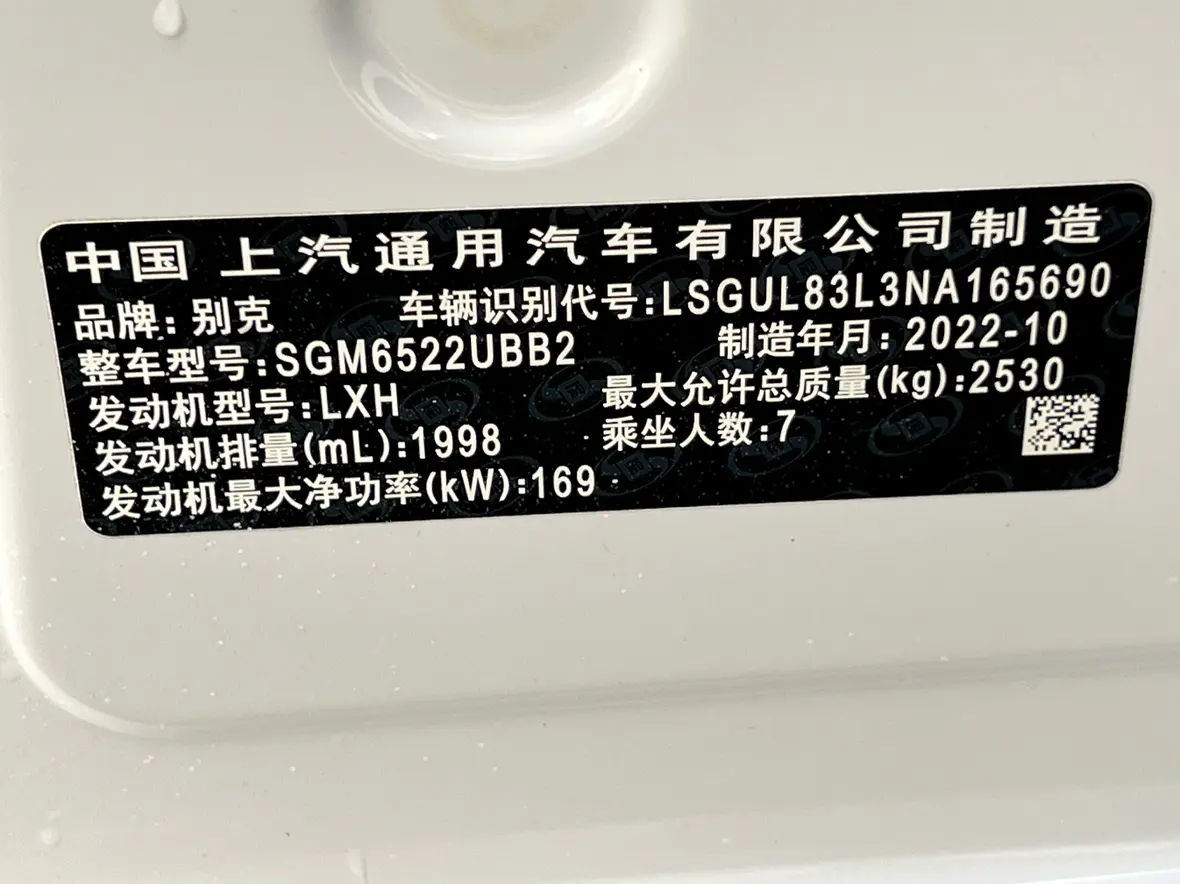 中国 上汽通用汽车有限公司制造
品牌:别克 车辆识别代号:LSGUL83L3NA165690
整车型号:SGM6522UBB2 制造年月:2022-10
发动机型号:LXH 最大允许总质量(kg):2530
发动机排量(mL):1998 乘坐人数:7
发动机最大净功率(kW):169